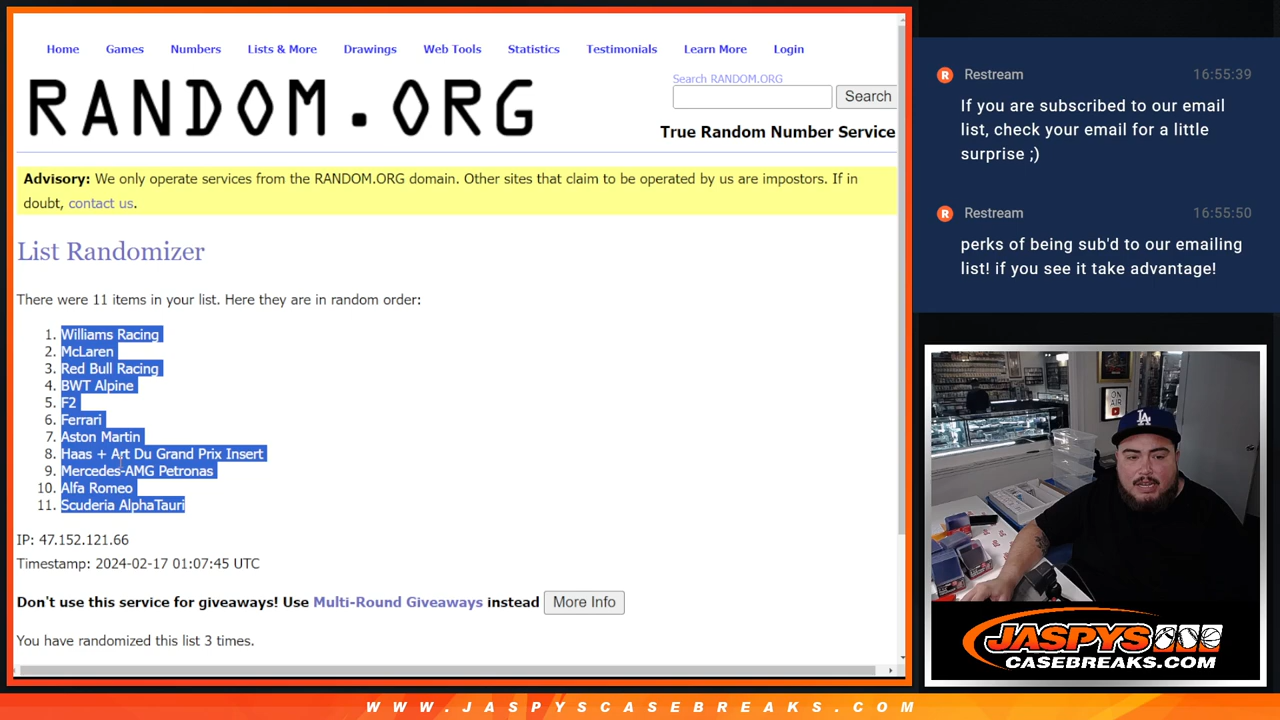 Home Games Numbers Lists & More Drawings Web Tools Statistics Testimonials Learn More Login
RANDOM.ORG
Search RANDOM.ORG
Search
True Random Number Service
Advisory: We only operate services from the RANDOM.ORG domain. Other sites that claim to be operated by us are impostors. If in
doubt, contact us.
List Randomizer
There were 11 items in your list. Here they are in random order:
1. Williams Racing
2. McLaren
3. Red Bull Racing
4. BWT Alpine
5. F2
6. Ferrari
7. Aston Martin
8. Haas + Art Du Grand Prix Insert
9. Mercedes-AMG Petronas
10. Alfa Romeo
11. Scuderia AlphaTauri
IP: 47.152.121.66
Timestamp: 2024-02-17 01:07:45 UTC
Don't use this service for giveaways! Use Multi-Round Giveaways instead More Info
You have randomized this list 3 times.
R Restream 16:55:39
If you are subscribed to our email
list, check your email for a little
surprise ;)
R Restream 16:55:50
perks of being sub'd to our emailing
list! if you see it take advantage!
ON AIR
LA
JASPYS
CASEBREAKS.COM
WWW.JASPYSCASEBREAKS.COM